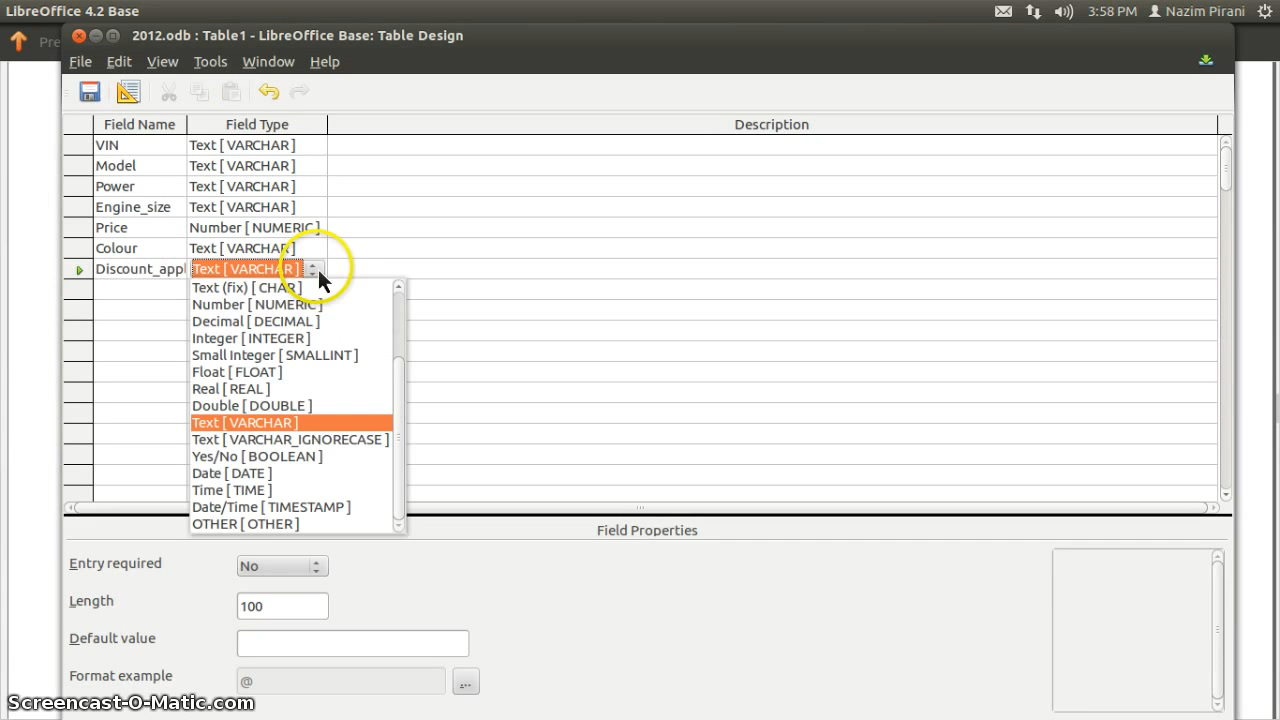 LibreOffice 4.2 Base
3:58 PM Nazim Pirani
Pre
2012.odb : Table1 - LibreOffice Base: Table Design
File Edit View Tools Window Help
Field Name Field Type Description
VIN Text [ VARCHAR ]
Model Text [ VARCHAR ]
Power Text [ VARCHAR ]
Engine_size Text [ VARCHAR ]
Price Number [ NUMERIC ]
Colour Text [ VARCHAR ]
Discount_appl Text [ VARCHAR ]
Text (fix) [ CHAR ]
Number [ NUMERIC ]
Decimal [ DECIMAL ]
Integer [ INTEGER ]
Small Integer [ SMALLINT ]
Float [ FLOAT ]
Real [ REAL ]
Double [ DOUBLE ]
Text [ VARCHAR ]
Text [ VARCHAR_IGNORECASE ]
Yes/No [ BOOLEAN ]
Date [ DATE ]
Time [ TIME ]
Date/Time [ TIMESTAMP ]
OTHER [ OTHER ]
Field Properties
Entry required No
Length 100
Default value
Format example @ ...
Screencast-O-Matic.com